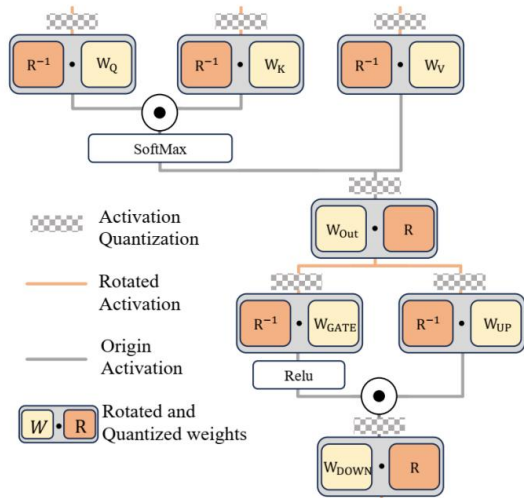 R⁻¹ • W_Q R⁻¹ • W_K R⁻¹ • W_V
SoftMax
W_Out • R
Activation
Quantization
Rotated
Activation
R⁻¹ • W_GATE R⁻¹ • W_UP
Origin
Activation
Relu
W • R Rotated and
Quantized weights
W_DOWN • R